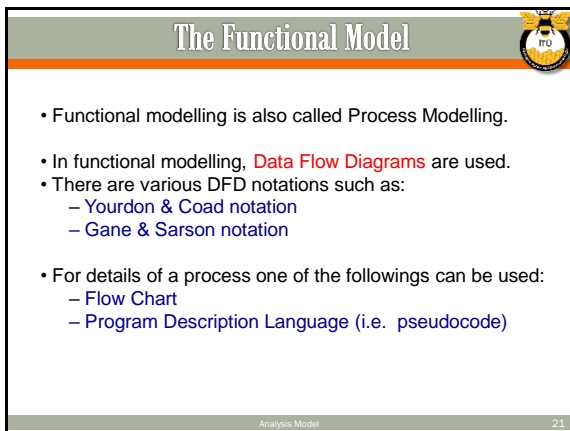 The Functional Model
İTÜ
• Functional modelling is also called Process Modelling.
• In functional modelling, Data Flow Diagrams are used.
• There are various DFD notations such as:
– Yourdon & Coad notation
– Gane & Sarson notation
• For details of a process one of the followings can be used:
– Flow Chart
– Program Description Language (i.e. pseudocode)
Analysis Model
21